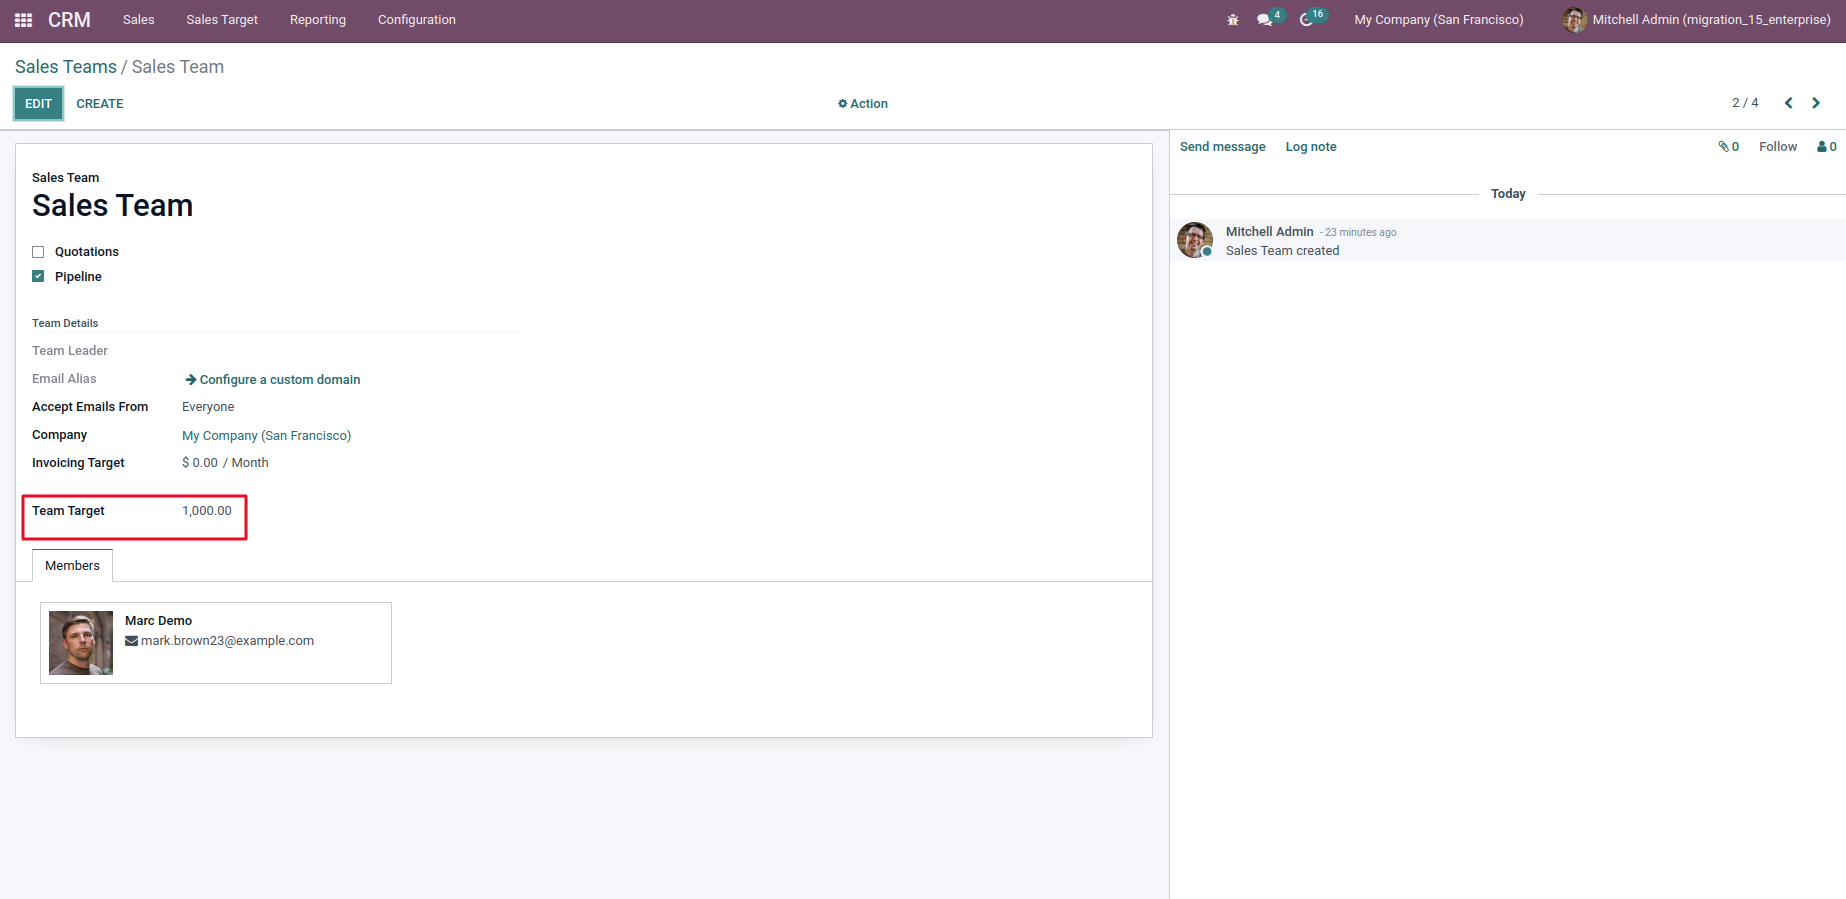 CRM Sales Sales Target Reporting Configuration 4 16 My Company (San Francisco) Mitchell Admin (migration_15_enterprise)
Sales Teams / Sales Team
EDIT CREATE Action 2 / 4
Send message Log note 0 Follow 0
Today
Mitchell Admin - 23 minutes ago
Sales Team created
Sales Team
Sales Team
Quotations
Pipeline
Team Details
Team Leader
Email Alias Configure a custom domain
Accept Emails From Everyone
Company My Company (San Francisco)
Invoicing Target $ 0.00 / Month
Team Target 1,000.00
Members
Marc Demo
mark.brown23@example.com